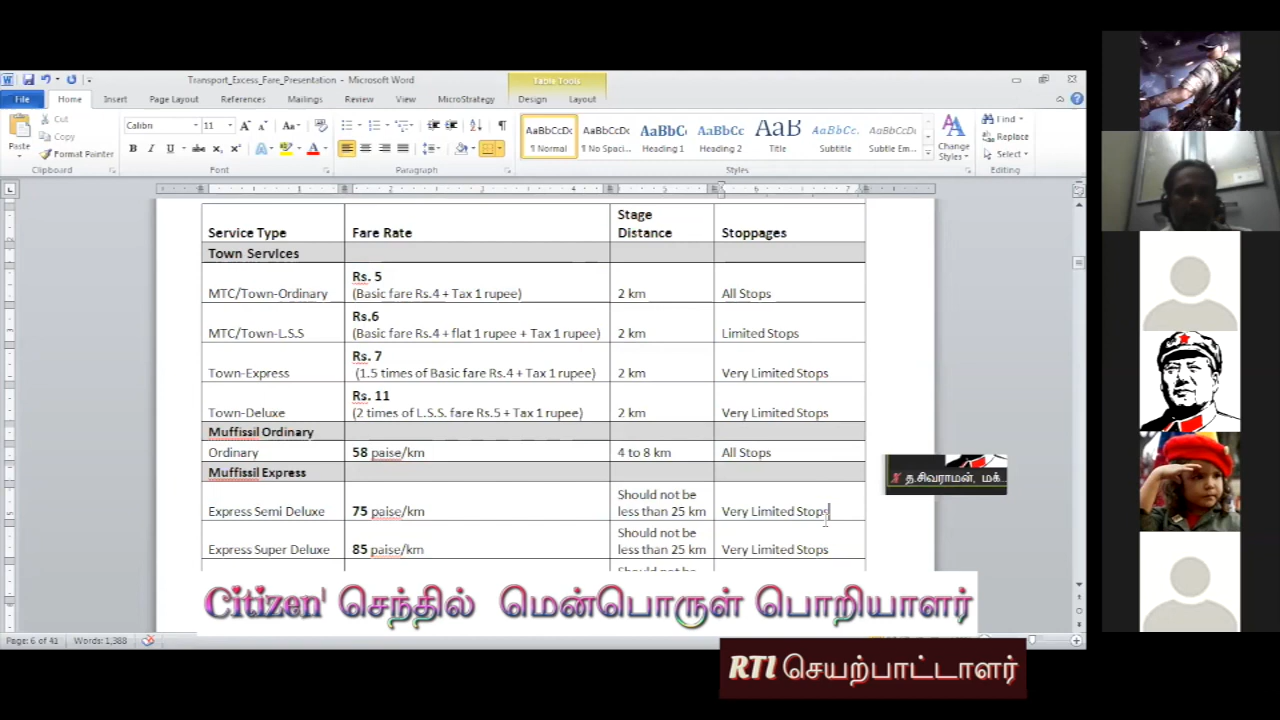 Transport_Excess_Fare_Presentation - Microsoft Word
Table Tools
File Home Insert Page Layout References Mailings Review View MicroStrategy Design Layout
Cut
Copy
Format Painter
Paste
Calibri 11
AaBbCcDc AaBbCcDc AaBbC AaBbCc AaB AaBbCc. AaBbCcDc
¶ Normal ¶ No Spaci... Heading 1 Heading 2 Title Subtitle Subtle Em...
Change Styles
Find
Replace
Select
Clipboard Font Paragraph Styles Editing
Service Type Fare Rate Stage Distance Stoppages
Town Services
MTC/Town-Ordinary Rs. 5 (Basic fare Rs.4 + Tax 1 rupee) 2 km All Stops
MTC/Town-L.S.S Rs.6 (Basic fare Rs.4 + flat 1 rupee + Tax 1 rupee) 2 km Limited Stops
Town-Express Rs. 7 (1.5 times of Basic fare Rs.4 + Tax 1 rupee) 2 km Very Limited Stops
Town-Deluxe Rs. 11 (2 times of L.S.S. fare Rs.5 + Tax 1 rupee) 2 km Very Limited Stops
Muffissil Ordinary
Ordinary 58 paise/km 4 to 8 km All Stops
Muffissil Express
Express Semi Deluxe 75 paise/km Should not be less than 25 km Very Limited Stops
Express Super Deluxe 85 paise/km Should not be less than 25 km Very Limited Stops
த.சிவராமன், மக்...
Citizen' செந்தில் மென்பொருள் பொறியாளர்
Page: 6 of 41 Words: 1,388
RTI செயற்பாட்டாளர்